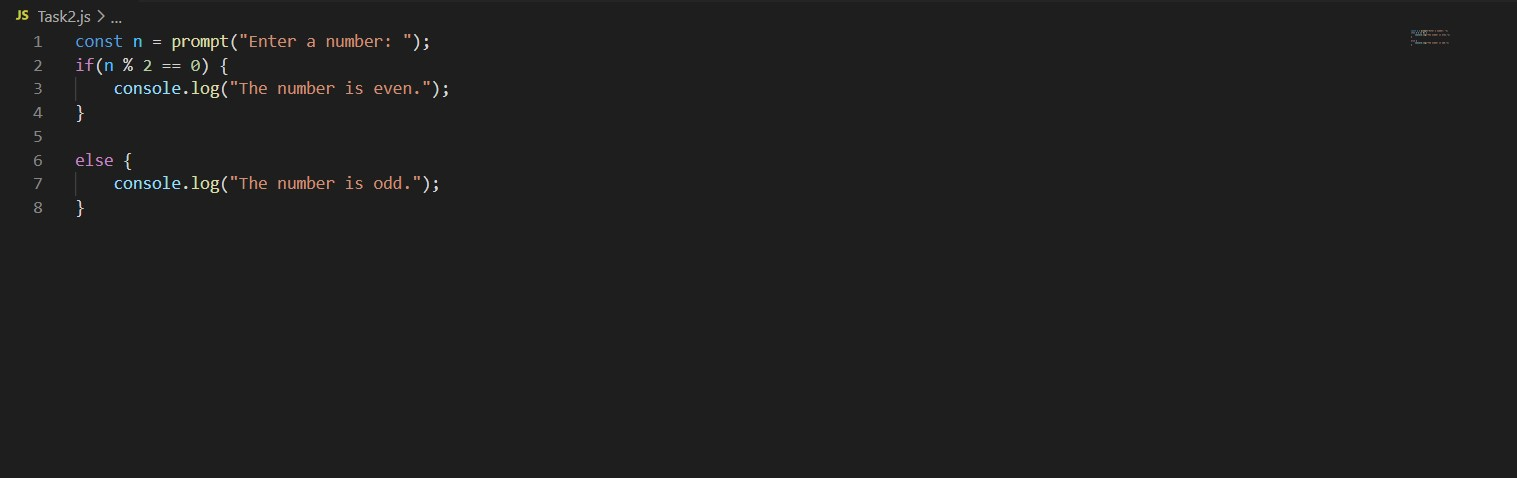 JS Task2.js > ...
1 const n = prompt("Enter a number: ");
2 if(n % 2 == 0) {
3     console.log("The number is even.");
4 }
5
6 else {
7     console.log("The number is odd.");
8 }